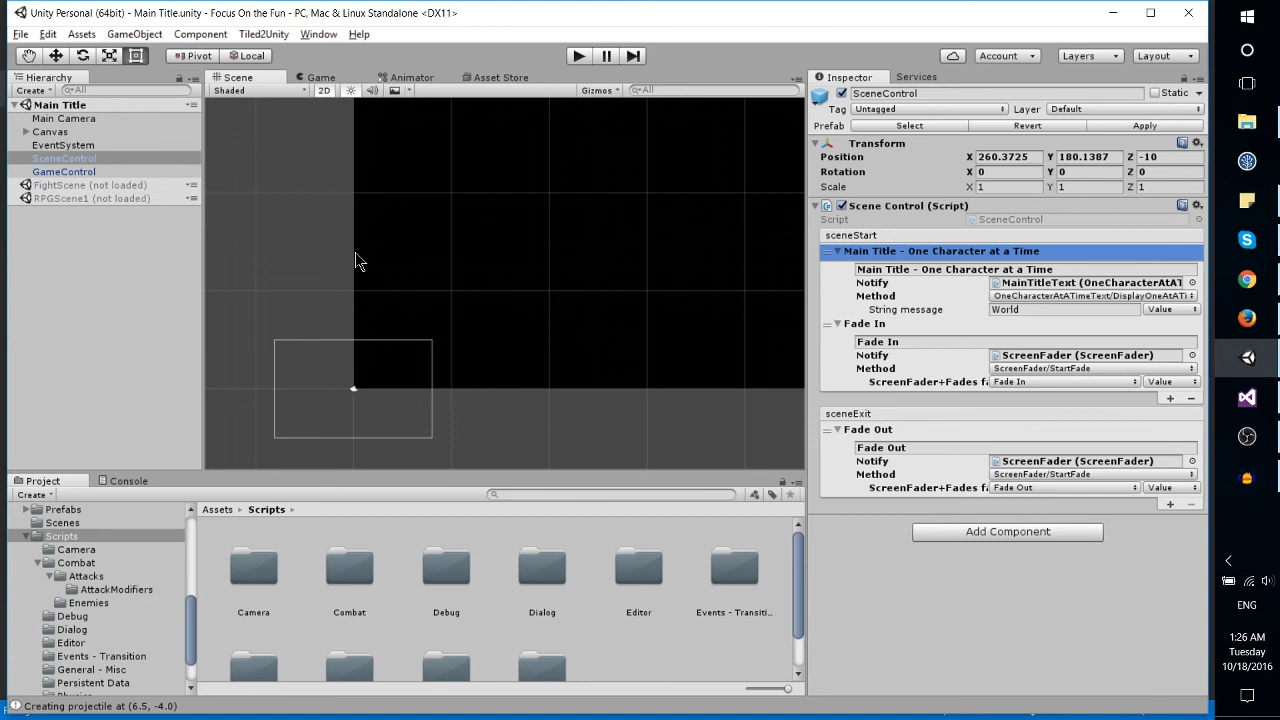 Unity Personal (64bit) - Main Title.unity - Focus On the Fun - PC, Mac & Linux Standalone <DX11>
File Edit Assets GameObject Component Tiled2Unity Window Help
Pivot Local Account Layers Layout
Hierarchy
Create All
Main Title
Main Camera
Canvas
EventSystem
SceneControl
GameControl
FightScene (not loaded)
RPGScene1 (not loaded)
Scene Game Animator Asset Store
Shaded 2D Gizmos All
Inspector Services
SceneControl Static
Tag Untagged Layer Default
Prefab Select Revert Apply
Transform
Position X 260.3725 Y 180.1387 Z -10
Rotation X 0 Y 0 Z 0
Scale X 1 Y 1 Z 1
Scene Control (Script)
Script SceneControl
sceneStart
Main Title - One Character at a Time
Main Title - One Character at a Time
Notify MainTitleText (OneCharacterAtAT
Method OneCharacterAtATimeText/DisplayOneAtATi
String message World Value
Fade In
Fade In
Notify ScreenFader (ScreenFader)
Method ScreenFader/StartFade
ScreenFader+Fades fa Fade In Value
+ -
sceneExit
Fade Out
Fade Out
Notify ScreenFader (ScreenFader)
Method ScreenFader/StartFade
ScreenFader+Fades fa Fade Out Value
+ -
Add Component
Project Console
Create
Prefabs
Scenes
Scripts
Camera
Combat
Attacks
AttackModifiers
Enemies
Debug
Dialog
Editor
Events - Transition
General - Misc
Persistent Data
Assets Scripts
Camera Combat Debug Dialog Editor Events - Transiti...
Creating projectile at (6.5, -4.0)
ENG
1:26 AM
Tuesday
10/18/2016